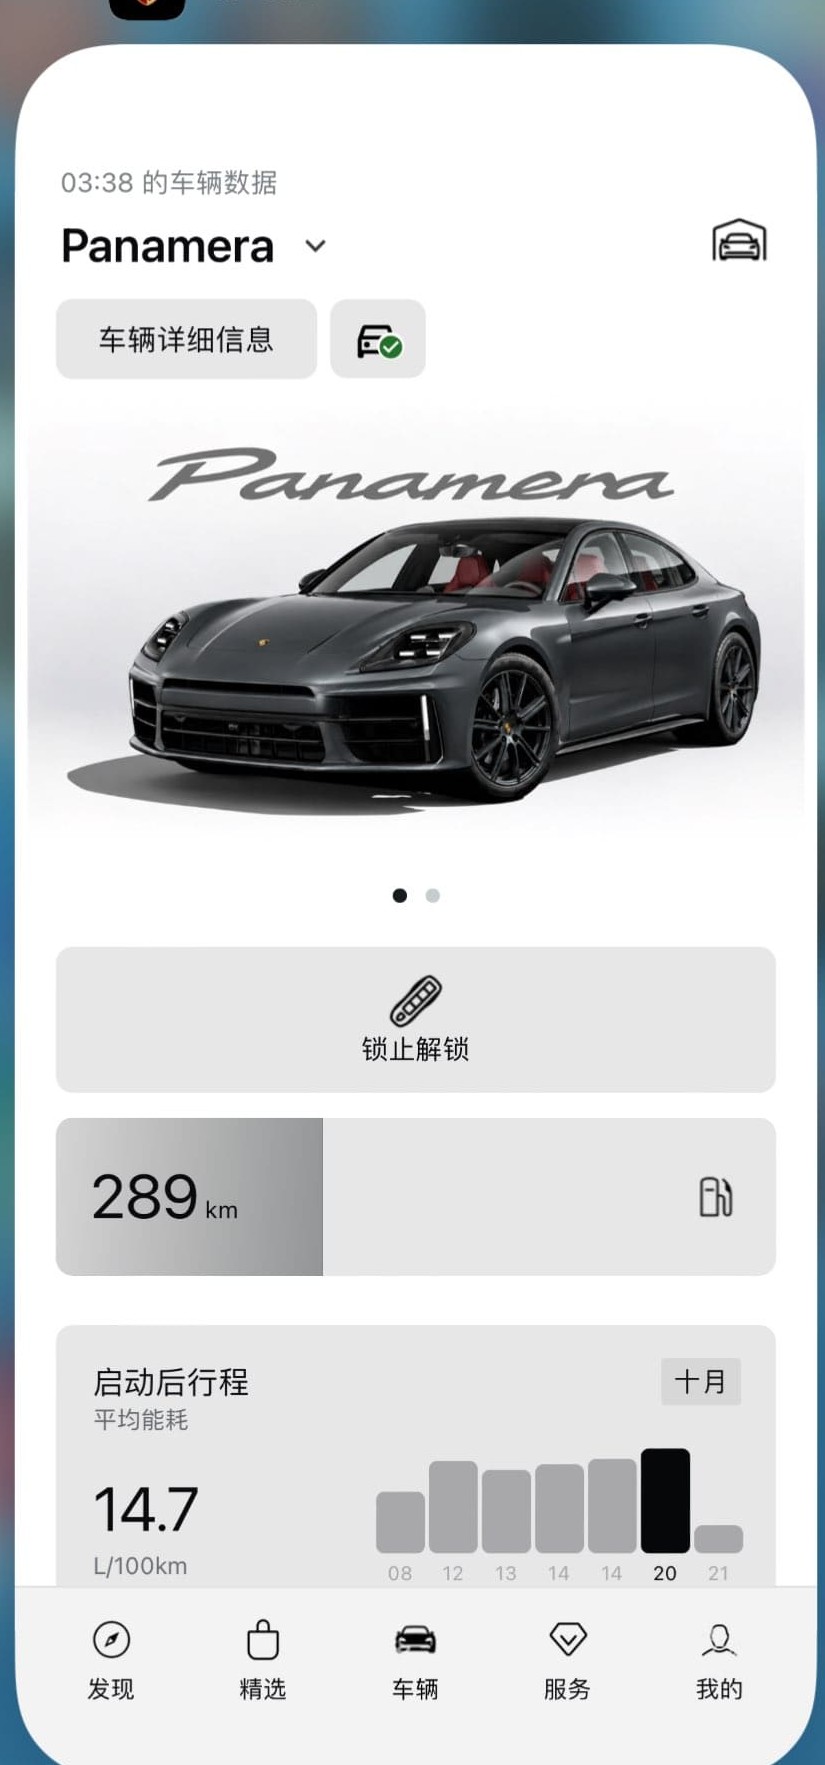 03:38 的车辆数据
Panamera
车辆详细信息
Panamera
锁止解锁
289 km
启动后行程
十月
平均能耗
14.7
L/100km
08 12 13 14 14 20 21
发现 精选 车辆 服务 我的